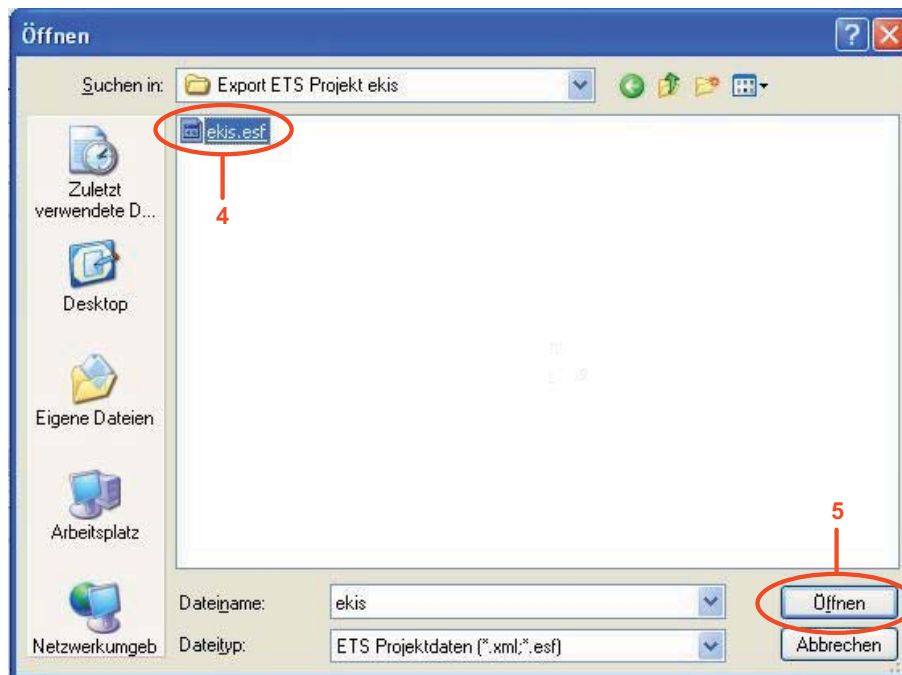 Öffnen
Suchen in:
Export ETS Projekt ekis
ekis.esf
4
Zuletzt
verwendete D...
Desktop
Eigene Dateien
Arbeitsplatz
Netzwerkumgeb
5
Dateiname:
ekis
Öffnen
Dateityp:
ETS Projektdaten (*.xml;*.esf)
Abbrechen